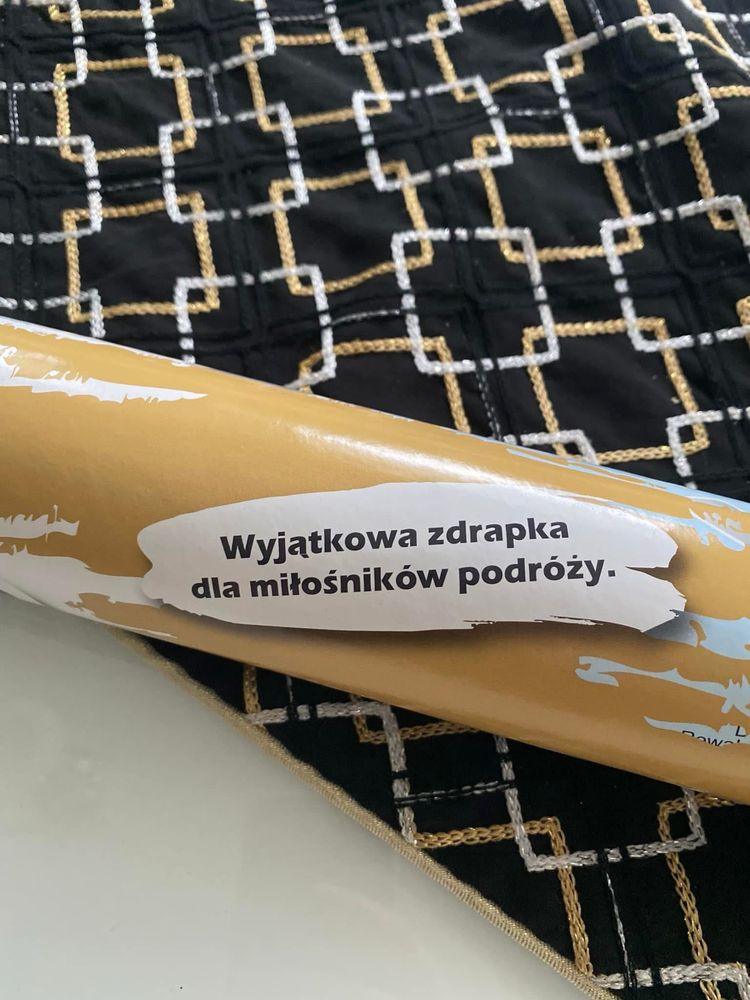 Wyjątkowa zdrapka
dla miłośników podróży.